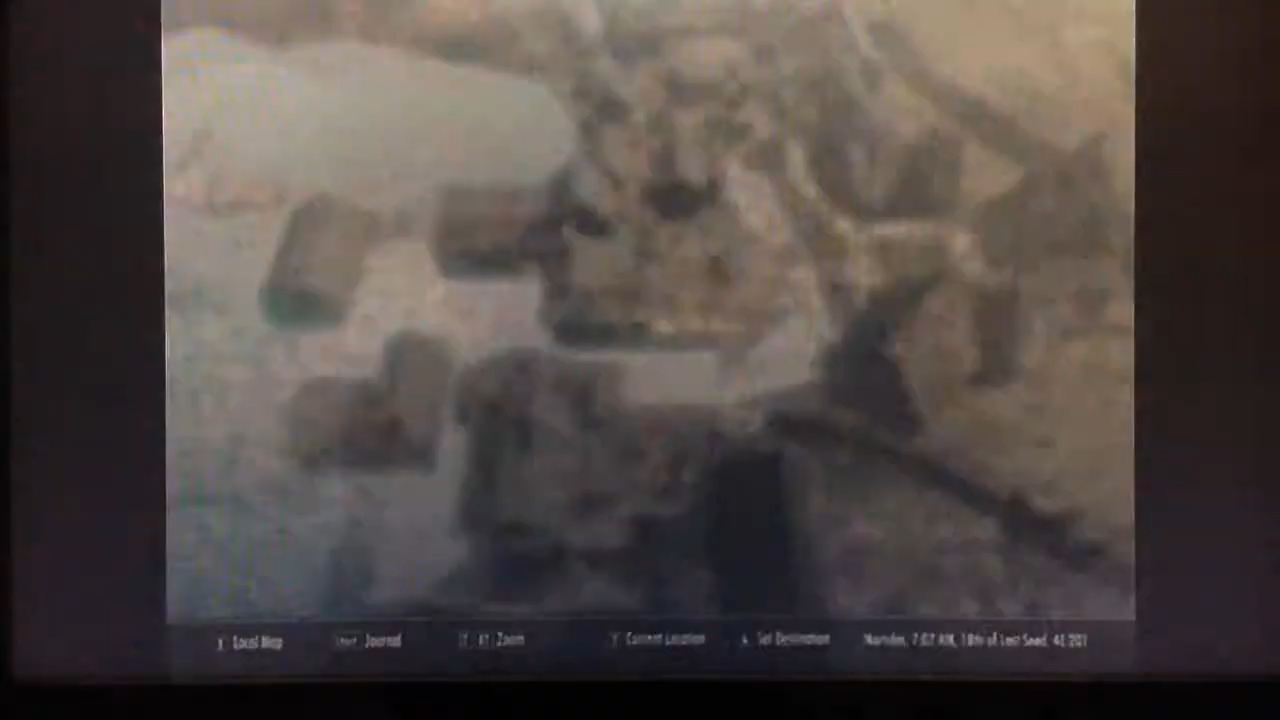 Local Map Journal Zoom Current Location Set Destination Morndas, 7:07 AM, 18th of Last Seed, 4E 201